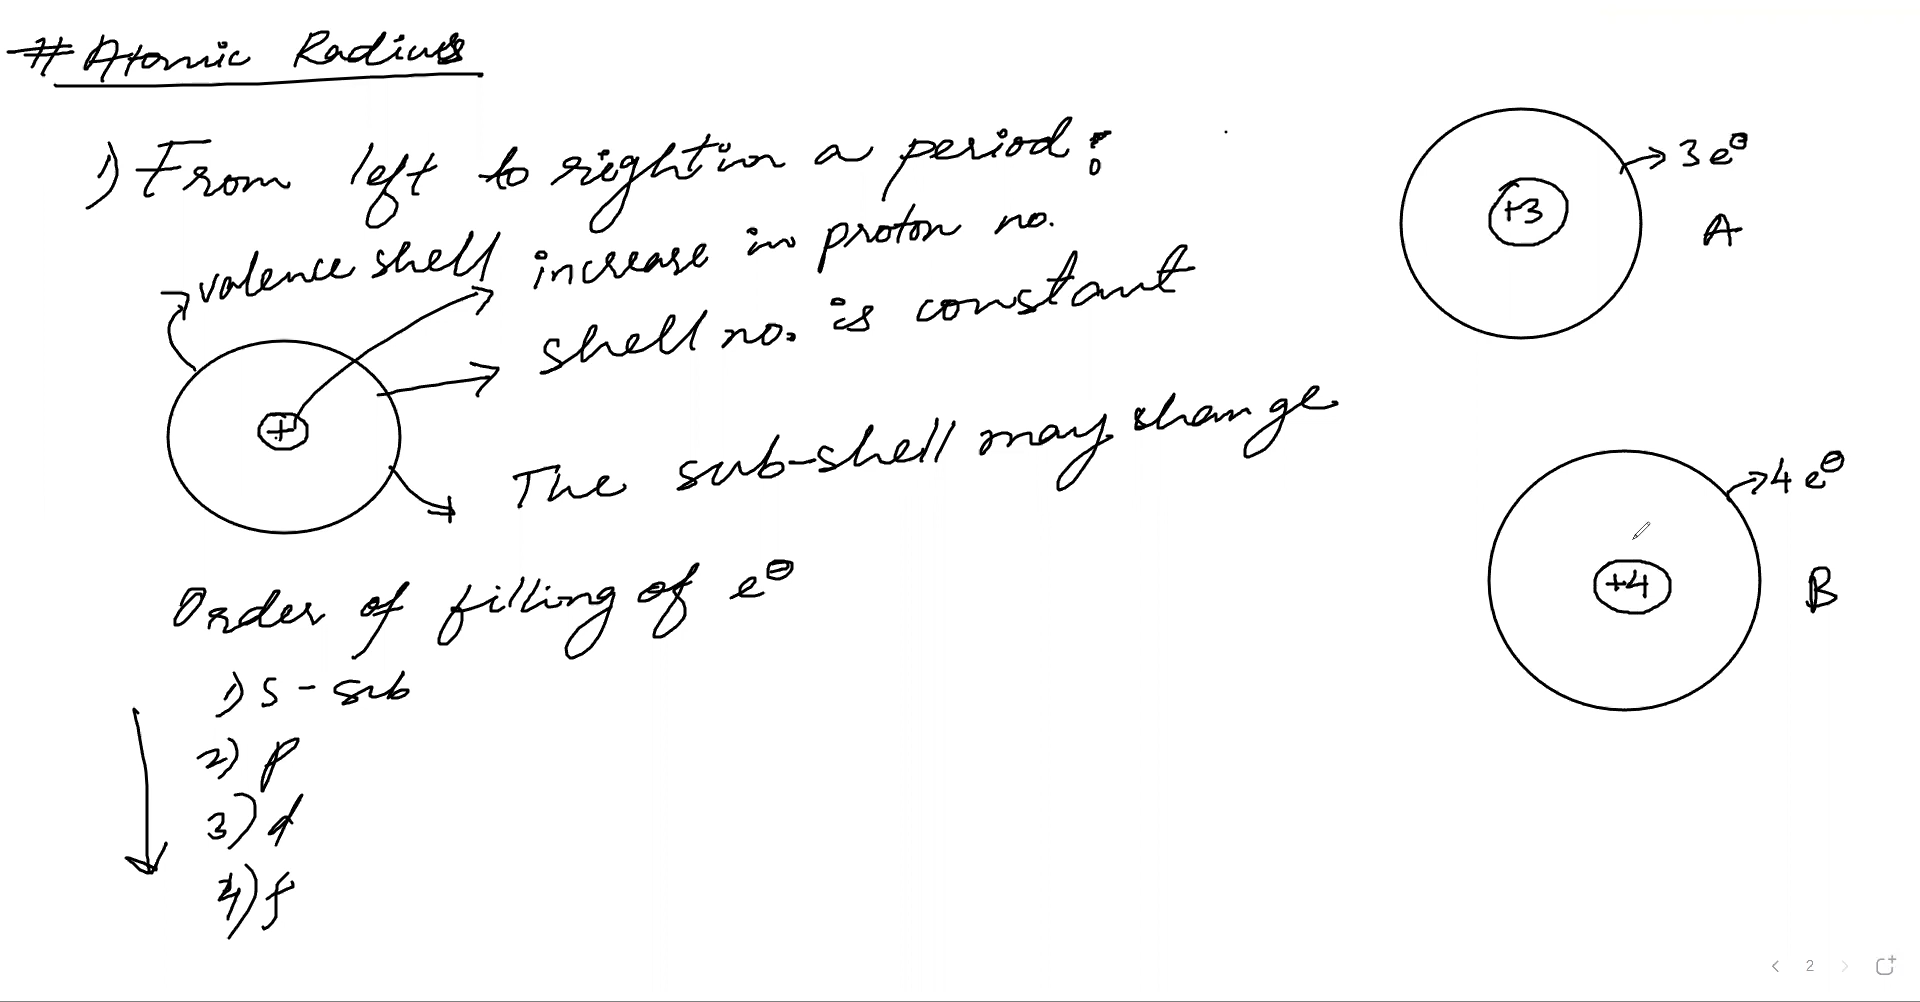 # Atomic Radius
1) From left to right in a period:
valence shell
increase in proton no.
shell no. is constant
+
The sub-shell may change
Order of filling of e⊖
1) s - sub
2) p
3) d
4) f
→ 3e⊖
+3
A
→ 4e⊖
+4
B
2